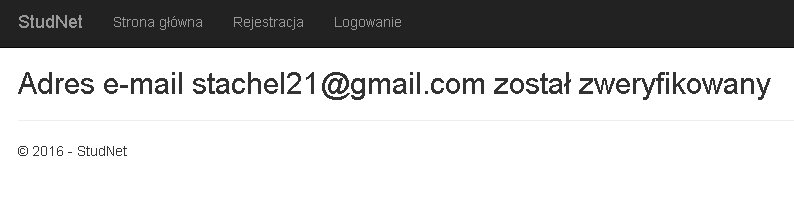 StudNet Strona główna Rejestracja Logowanie
Adres e-mail stachel21@gmail.com został zweryfikowany
© 2016 - StudNet